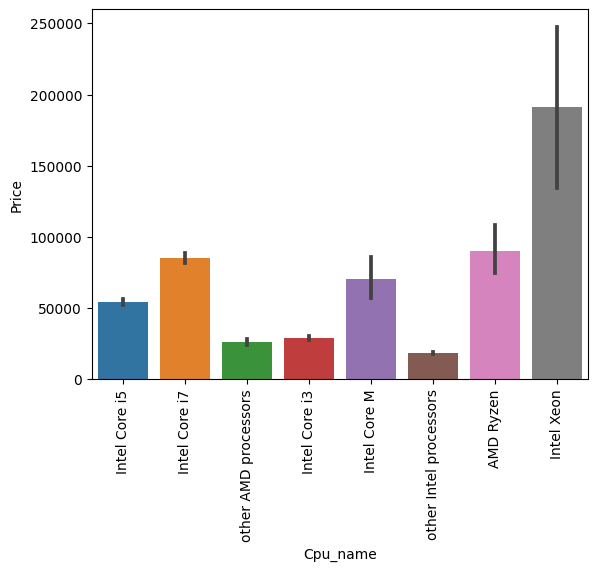 250000
200000
150000
100000
50000
0
Price
Intel Core i5
Intel Core i7
other AMD processors
Intel Core i3
Intel Core M
other Intel processors
AMD Ryzen
Intel Xeon
Cpu_name